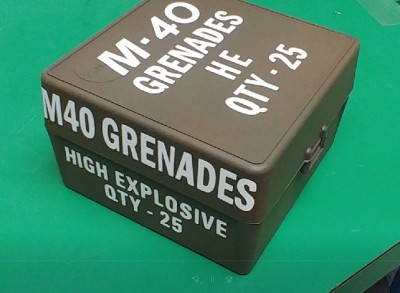 M-40
GRENADES
HE
QTY - 25
M40 GRENADES
HIGH EXPLOSIVE
QTY - 25